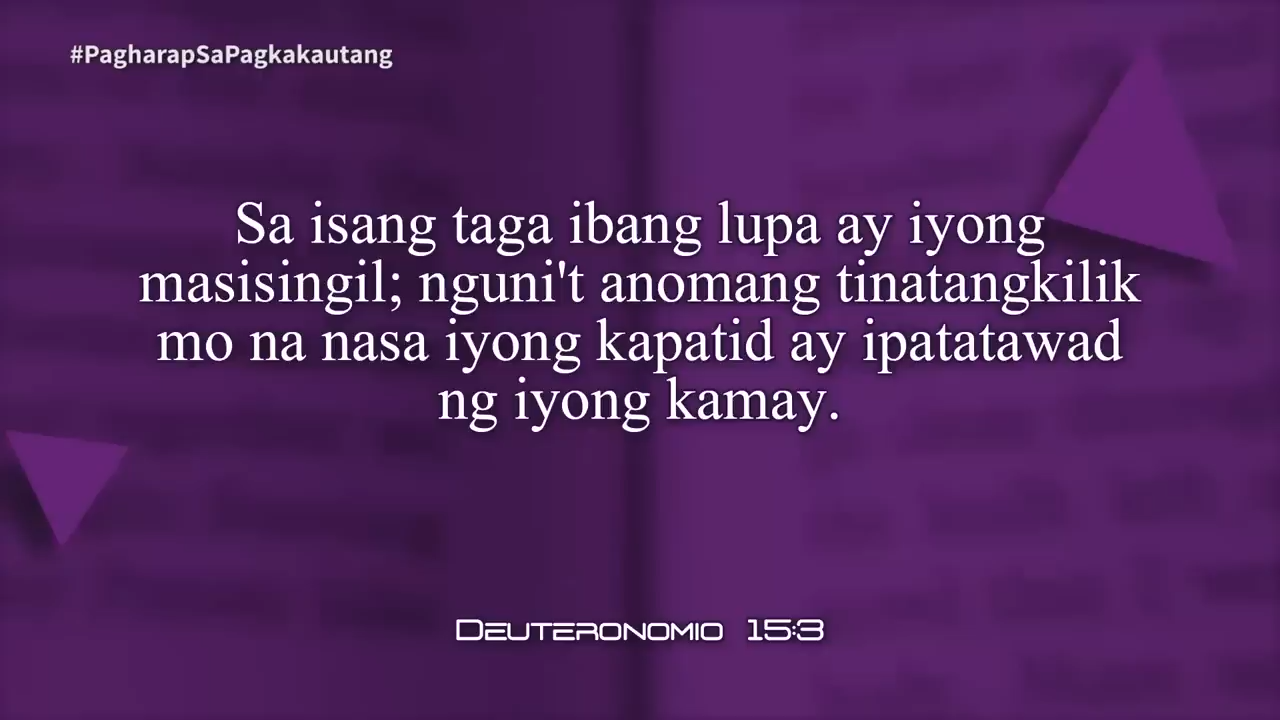 #PagharapSaPagkakautang
Sa isang taga ibang lupa ay iyong
masisingil; nguni't anomang tinatangkilik
mo na nasa iyong kapatid ay ipatatawad
ng iyong kamay.
Deuteronomio 15:3